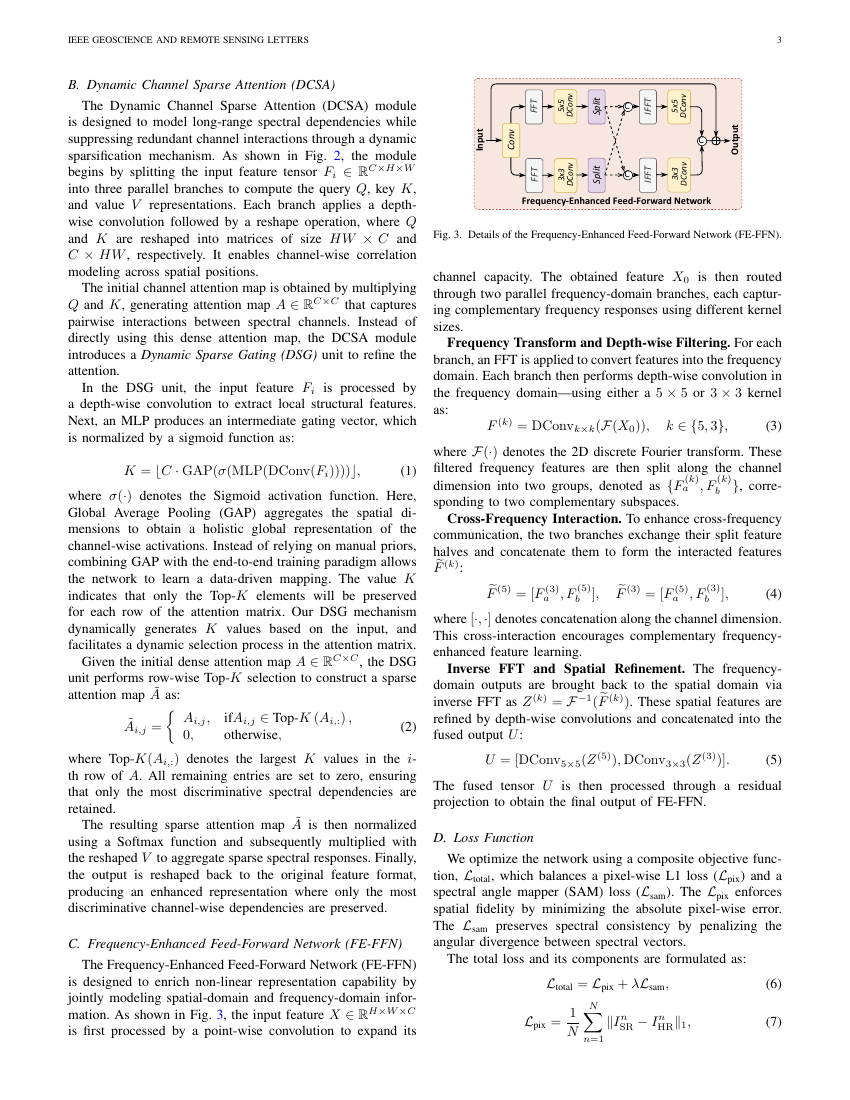 IEEE GEOSCIENCE AND REMOTE SENSING LETTERS 3
B. Dynamic Channel Sparse Attention (DCSA)
The Dynamic Channel Sparse Attention (DCSA) module
is designed to model long-range spectral dependencies while
suppressing redundant channel interactions through a dynamic
sparsification mechanism. As shown in Fig. 2, the module
begins by splitting the input feature tensor F_i ∈ ℝ^{C×H×W}
into three parallel branches to compute the query Q, key K,
and value V representations. Each branch applies a depth-
wise convolution followed by a reshape operation, where Q
and K are reshaped into matrices of size HW × C and
C × HW, respectively. It enables channel-wise correlation
modeling across spatial positions.
The initial channel attention map is obtained by multiplying
Q and K, generating attention map A ∈ ℝ^{C×C} that captures
pairwise interactions between spectral channels. Instead of
directly using this dense attention map, the DCSA module
introduces a Dynamic Sparse Gating (DSG) unit to refine the
attention.
In the DSG unit, the input feature F_i is processed by
a depth-wise convolution to extract local structural features.
Next, an MLP produces an intermediate gating vector, which
is normalized by a sigmoid function as:
K = ⌊C · GAP(σ(MLP(DConv(F_i))))⌋, (1)
where σ(·) denotes the Sigmoid activation function. Here,
Global Average Pooling (GAP) aggregates the spatial di-
mensions to obtain a holistic global representation of the
channel-wise activations. Instead of relying on manual priors,
combining GAP with the end-to-end training paradigm allows
the network to learn a data-driven mapping. The value K
indicates that only the Top-K elements will be preserved
for each row of the attention matrix. Our DSG mechanism
dynamically generates K values based on the input, and
facilitates a dynamic selection process in the attention matrix.
Given the initial dense attention map A ∈ ℝ^{C×C}, the DSG
unit performs row-wise Top-K selection to construct a sparse
attention map Ã as:
Ã_{i,j} = { A_{i,j}, ifA_{i,j} ∈ Top-K (A_{i,:}) ,
0, otherwise, (2)
where Top-K(A_{i,:}) denotes the largest K values in the i-
th row of A. All remaining entries are set to zero, ensuring
that only the most discriminative spectral dependencies are
retained.
The resulting sparse attention map Ã is then normalized
using a Softmax function and subsequently multiplied with
the reshaped V to aggregate sparse spectral responses. Finally,
the output is reshaped back to the original feature format,
producing an enhanced representation where only the most
discriminative channel-wise dependencies are preserved.
C. Frequency-Enhanced Feed-Forward Network (FE-FFN)
The Frequency-Enhanced Feed-Forward Network (FE-FFN)
is designed to enrich non-linear representation capability by
jointly modeling spatial-domain and frequency-domain infor-
mation. As shown in Fig. 3, the input feature X ∈ ℝ^{H×W×C}
is first processed by a point-wise convolution to expand its
Input
Conv
FFT
5x5 DConv
Split
C
IFFT
5x5 DConv
FFT
3x3 DConv
Split
C
IFFT
3x3 DConv
C
Output
Frequency-Enhanced Feed-Forward Network
Fig. 3. Details of the Frequency-Enhanced Feed-Forward Network (FE-FFN).
channel capacity. The obtained feature X_0 is then routed
through two parallel frequency-domain branches, each captur-
ing complementary frequency responses using different kernel
sizes.
Frequency Transform and Depth-wise Filtering. For each
branch, an FFT is applied to convert features into the frequency
domain. Each branch then performs depth-wise convolution in
the frequency domain—using either a 5 × 5 or 3 × 3 kernel
as:
F^{(k)} = DConv_{k×k}(ℱ(X_0)), k ∈ {5, 3}, (3)
where ℱ(·) denotes the 2D discrete Fourier transform. These
filtered frequency features are then split along the channel
dimension into two groups, denoted as {F_a^{(k)}, F_b^{(k)}}, corre-
sponding to two complementary subspaces.
Cross-Frequency Interaction. To enhance cross-frequency
communication, the two branches exchange their split feature
halves and concatenate them to form the interacted features
F̃^{(k)}:
F̃^{(5)} = [F_a^{(3)}, F_b^{(5)}], F̃^{(3)} = [F_a^{(5)}, F_b^{(3)}], (4)
where [·, ·] denotes concatenation along the channel dimension.
This cross-interaction encourages complementary frequency-
enhanced feature learning.
Inverse FFT and Spatial Refinement. The frequency-
domain outputs are brought back to the spatial domain via
inverse FFT as Z^{(k)} = ℱ^{−1}(F̃^{(k)}). These spatial features are
refined by depth-wise convolutions and concatenated into the
fused output U:
U = [DConv_{5×5}(Z^{(5)}), DConv_{3×3}(Z^{(3)})]. (5)
The fused tensor U is then processed through a residual
projection to obtain the final output of FE-FFN.
D. Loss Function
We optimize the network using a composite objective func-
tion, ℒ_total, which balances a pixel-wise L1 loss (ℒ_pix) and a
spectral angle mapper (SAM) loss (ℒ_sam). The ℒ_pix enforces
spatial fidelity by minimizing the absolute pixel-wise error.
The ℒ_sam preserves spectral consistency by penalizing the
angular divergence between spectral vectors.
The total loss and its components are formulated as:
ℒ_total = ℒ_pix + λℒ_sam, (6)
ℒ_pix = \frac{1}{N} ∑_{n=1}^{N} ∥I_{SR}^n − I_{HR}^n∥_1, (7)